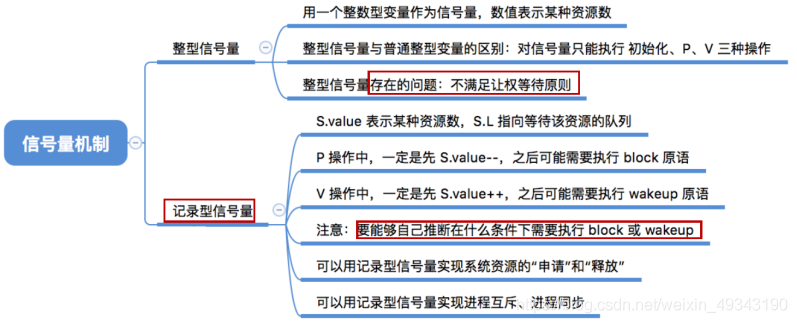 用一个整数型变量作为信号量，数值表示某种资源数
整型信号量
整型信号量与普通整型变量的区别：对信号量只能执行 初始化、P、V 三种操作
整型信号量存在的问题：不满足让权等待原则
信号量机制
S.value 表示某种资源数，S.L 指向等待该资源的队列
P 操作中，一定是先 S.value--，之后可能需要执行 block 原语
V 操作中，一定是先 S.value++，之后可能需要执行 wakeup 原语
记录型信号量
注意：要能够自己推断在什么条件下需要执行 block 或 wakeup
可以用记录型信号量实现系统资源的“申请”和“释放”
可以用记录型信号量实现进程互斥、进程同步
https://blog.csdn.net/weixin_49343190